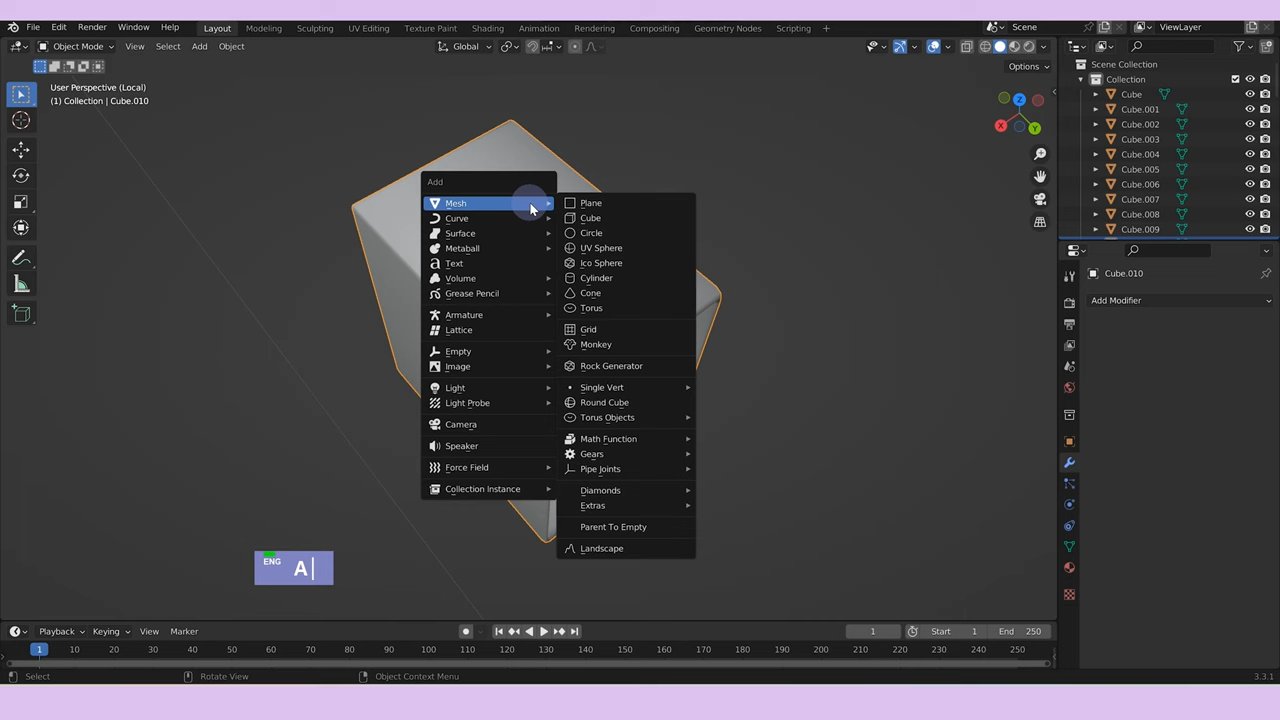 File Edit Render Window Help Layout Modeling Sculpting UV Editing Texture Paint Shading Animation Rendering Compositing Geometry Nodes Scripting + Scene ViewLayer
Object Mode View Select Add Object Global
Options
User Perspective (Local)
(1) Collection | Cube.010
X Y Z
Scene Collection
Collection
Cube
Cube.001
Cube.002
Cube.003
Cube.004
Cube.005
Cube.006
Cube.007
Cube.008
Cube.009
Cube.010
Add Modifier
Add
Mesh
Curve
Surface
Metaball
Text
Volume
Grease Pencil
Armature
Lattice
Empty
Image
Light
Light Probe
Camera
Speaker
Force Field
Collection Instance
Plane
Cube
Circle
UV Sphere
Ico Sphere
Cylinder
Cone
Torus
Grid
Monkey
Rock Generator
Single Vert
Round Cube
Torus Objects
Math Function
Gears
Pipe Joints
Diamonds
Extras
Parent To Empty
Landscape
ENG A
Playback Keying View Marker 1 Start 1 End 250
1 10 20 30 40 50 60 70 80 90 100 110 120 130 140 150 160 170 180 190 200 210 220 230 240 250
Select Rotate View Object Context Menu 3.3.1